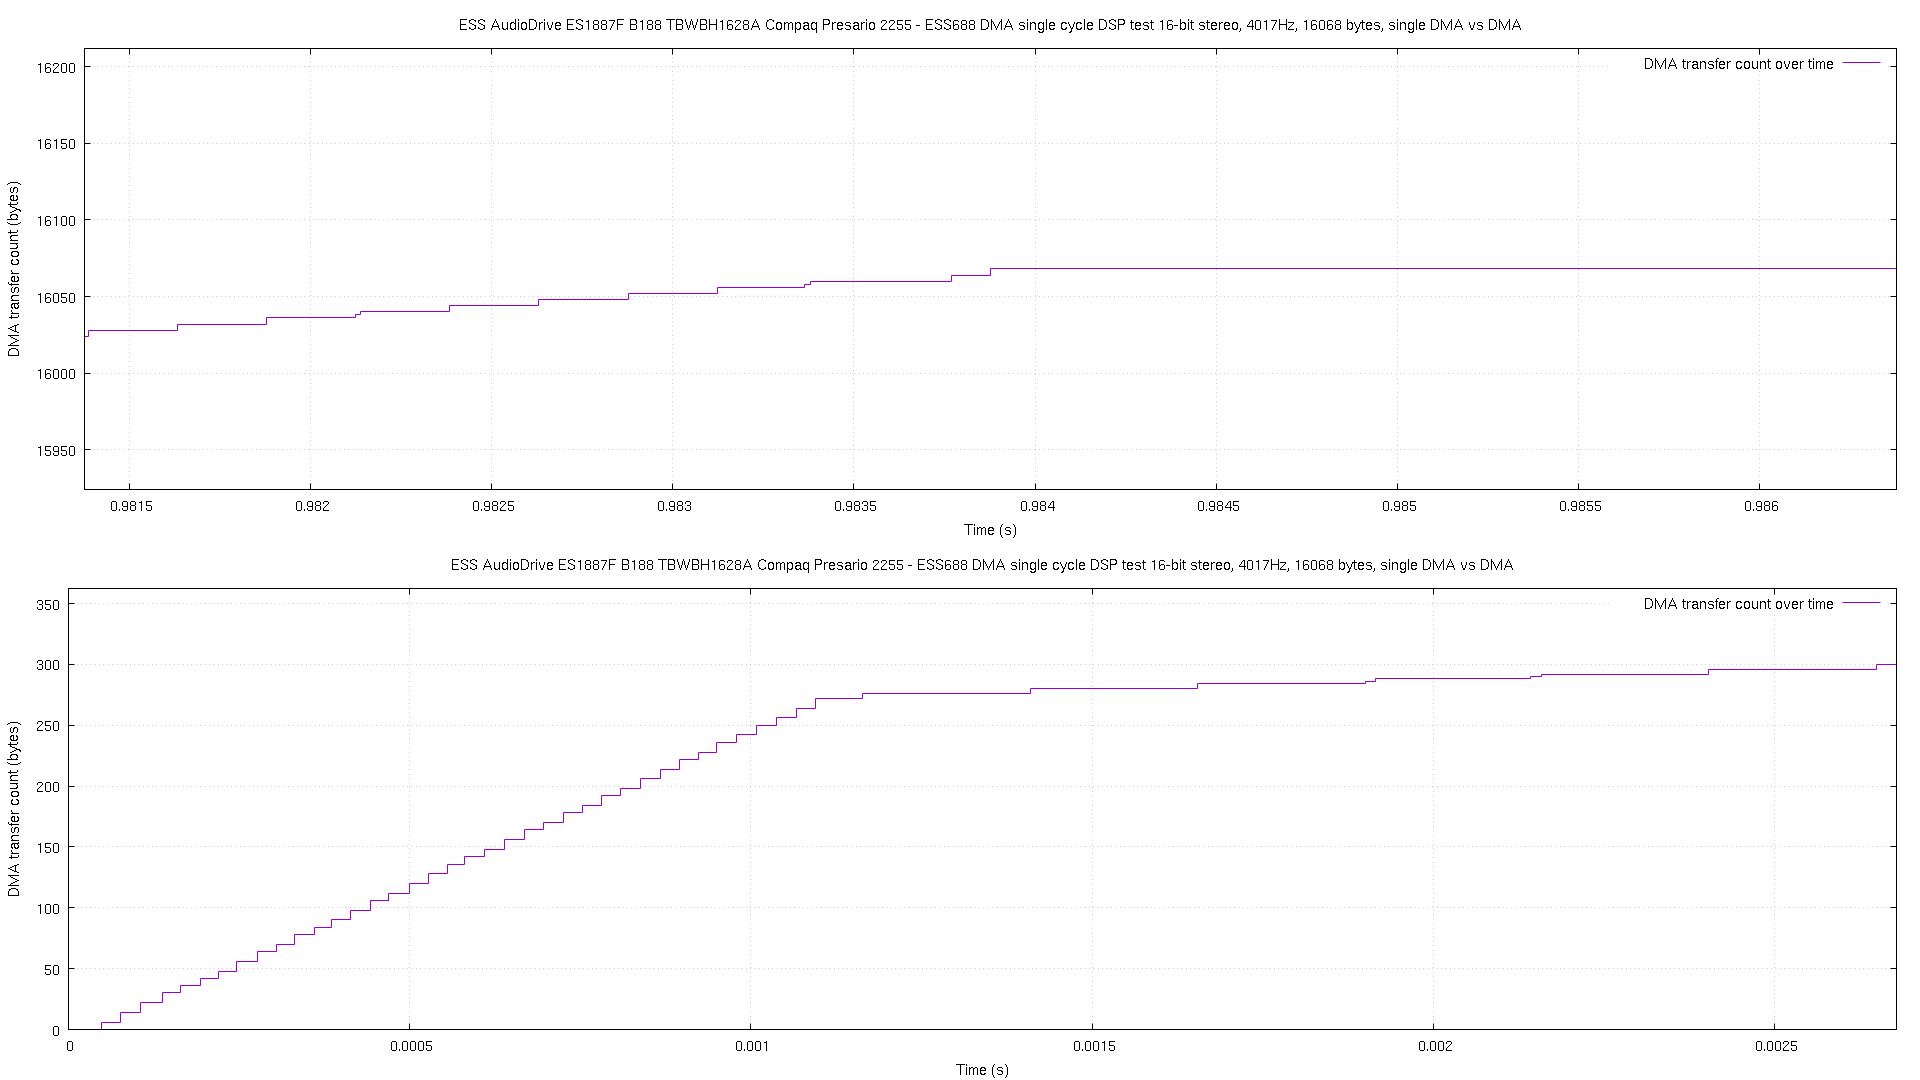 ESS AudioDrive ES1887F B188 TBWBH1628A Compaq Presario 2255 - ESS688 DMA single cycle DSP test 16-bit stereo, 4017Hz, 16068 bytes, single DMA vs DMA
DMA transfer count over time
16200
16150
16100
16050
16000
15950
DMA transfer count (bytes)
0.9815 0.982 0.9825 0.983 0.9835 0.984 0.9845 0.985 0.9855 0.986
Time (s)
ESS AudioDrive ES1887F B188 TBWBH1628A Compaq Presario 2255 - ESS688 DMA single cycle DSP test 16-bit stereo, 4017Hz, 16068 bytes, single DMA vs DMA
DMA transfer count over time
350
300
250
200
150
100
50
0
DMA transfer count (bytes)
0 0.0005 0.001 0.0015 0.002 0.0025
Time (s)